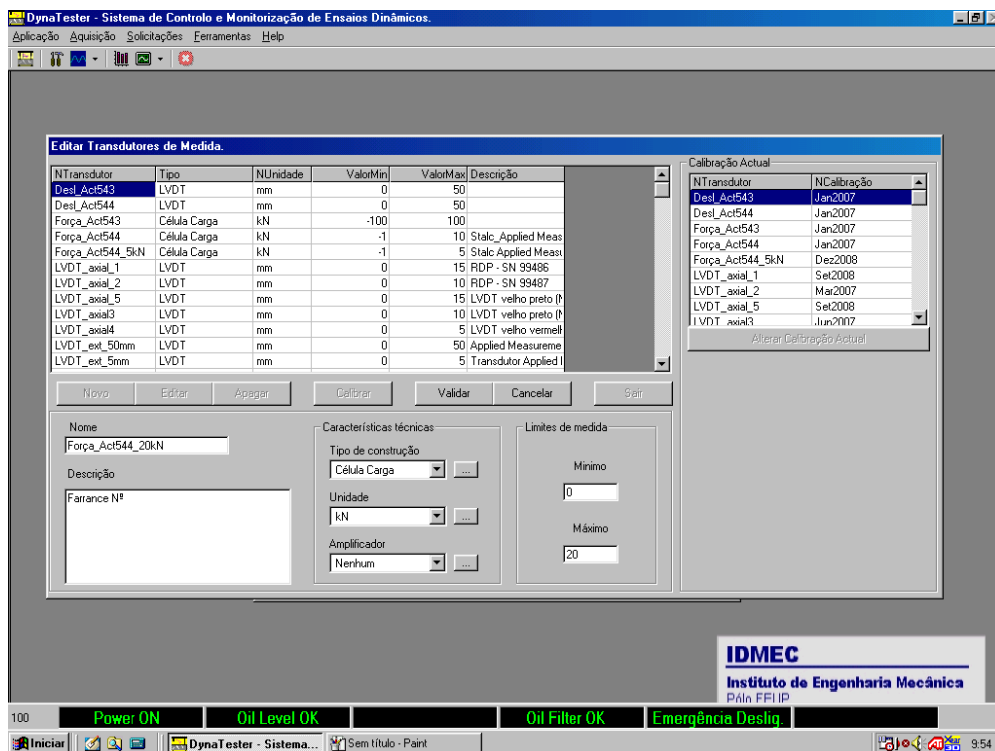 DynaTester - Sistema de Controlo e Monitorização de Ensaios Dinâmicos.
Aplicação Aquisição Solicitações Ferramentas Help
Editar Transdutores de Medida.
NTransdutor Tipo NUnidade ValorMin ValorMax Descrição
Desl_Act543 LVDT mm 0 50
Desl_Act544 LVDT mm 0 50
Força_Act543 Célula Carga kN -100 100
Força_Act544 Célula Carga kN -1 10 Stalc_Applied Meas
Força_Act544_5kN Célula Carga kN -1 5 Stalc Applied Measu
LVDT_axial_1 LVDT mm 0 15 RDP - SN 99486
LVDT_axial_2 LVDT mm 0 10 RDP - SN 99487
LVDT_axial_5 LVDT mm 0 15 LVDT velho preto (
LVDT_axial3 LVDT mm 0 10 LVDT velho preto (
LVDT_axial4 LVDT mm 0 5 LVDT velho vermel
LVDT_ext_50mm LVDT mm 0 50 Applied Measureme
LVDT_ext_5mm LVDT mm 0 5 Transdutor Applied
Calibração Actual
NTransdutor NCalibração
Desl_Act543 Jan2007
Desl_Act544 Jan2007
Força_Act543 Jan2007
Força_Act544 Jan2007
Força_Act544_5kN Dez2008
LVDT_axial_1 Set2008
LVDT_axial_2 Mar2007
LVDT_axial_5 Set2008
LVDT_axial3 Jun2007
Alterar Calibração Actual
Novo Editar Apagar Calibrar Validar Cancelar Sair
Nome
Força_Act544_20kN
Descrição
Farrance Nº
Características técnicas
Tipo de construção
Célula Carga ...
Unidade
kN ...
Amplificador
Nenhum ...
Limites de medida
Minimo
0
Máximo
20
IDMEC
Instituto de Engenharia Mecânica
Pólo FEUP
100 Power ON Oil Level OK Oil Filter OK Emergência Deslig.
Iniciar DynaTester - Sistema... Sem título - Paint 9:54